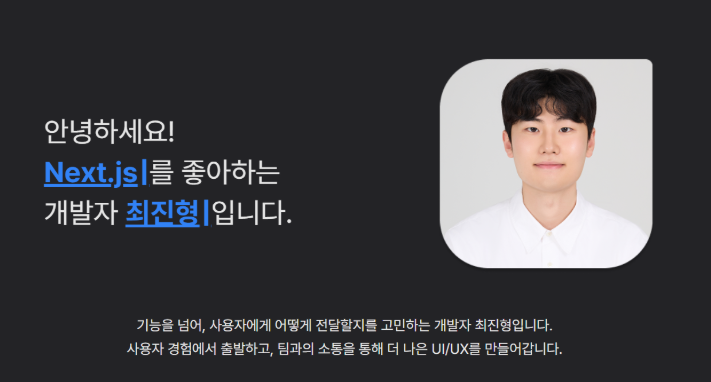 안녕하세요!
Next.js|를 좋아하는
개발자 최진형|입니다.
기능을 넘어, 사용자에게 어떻게 전달할지를 고민하는 개발자 최진형입니다.
사용자 경험에서 출발하고, 팀과의 소통을 통해 더 나은 UI/UX를 만들어갑니다.